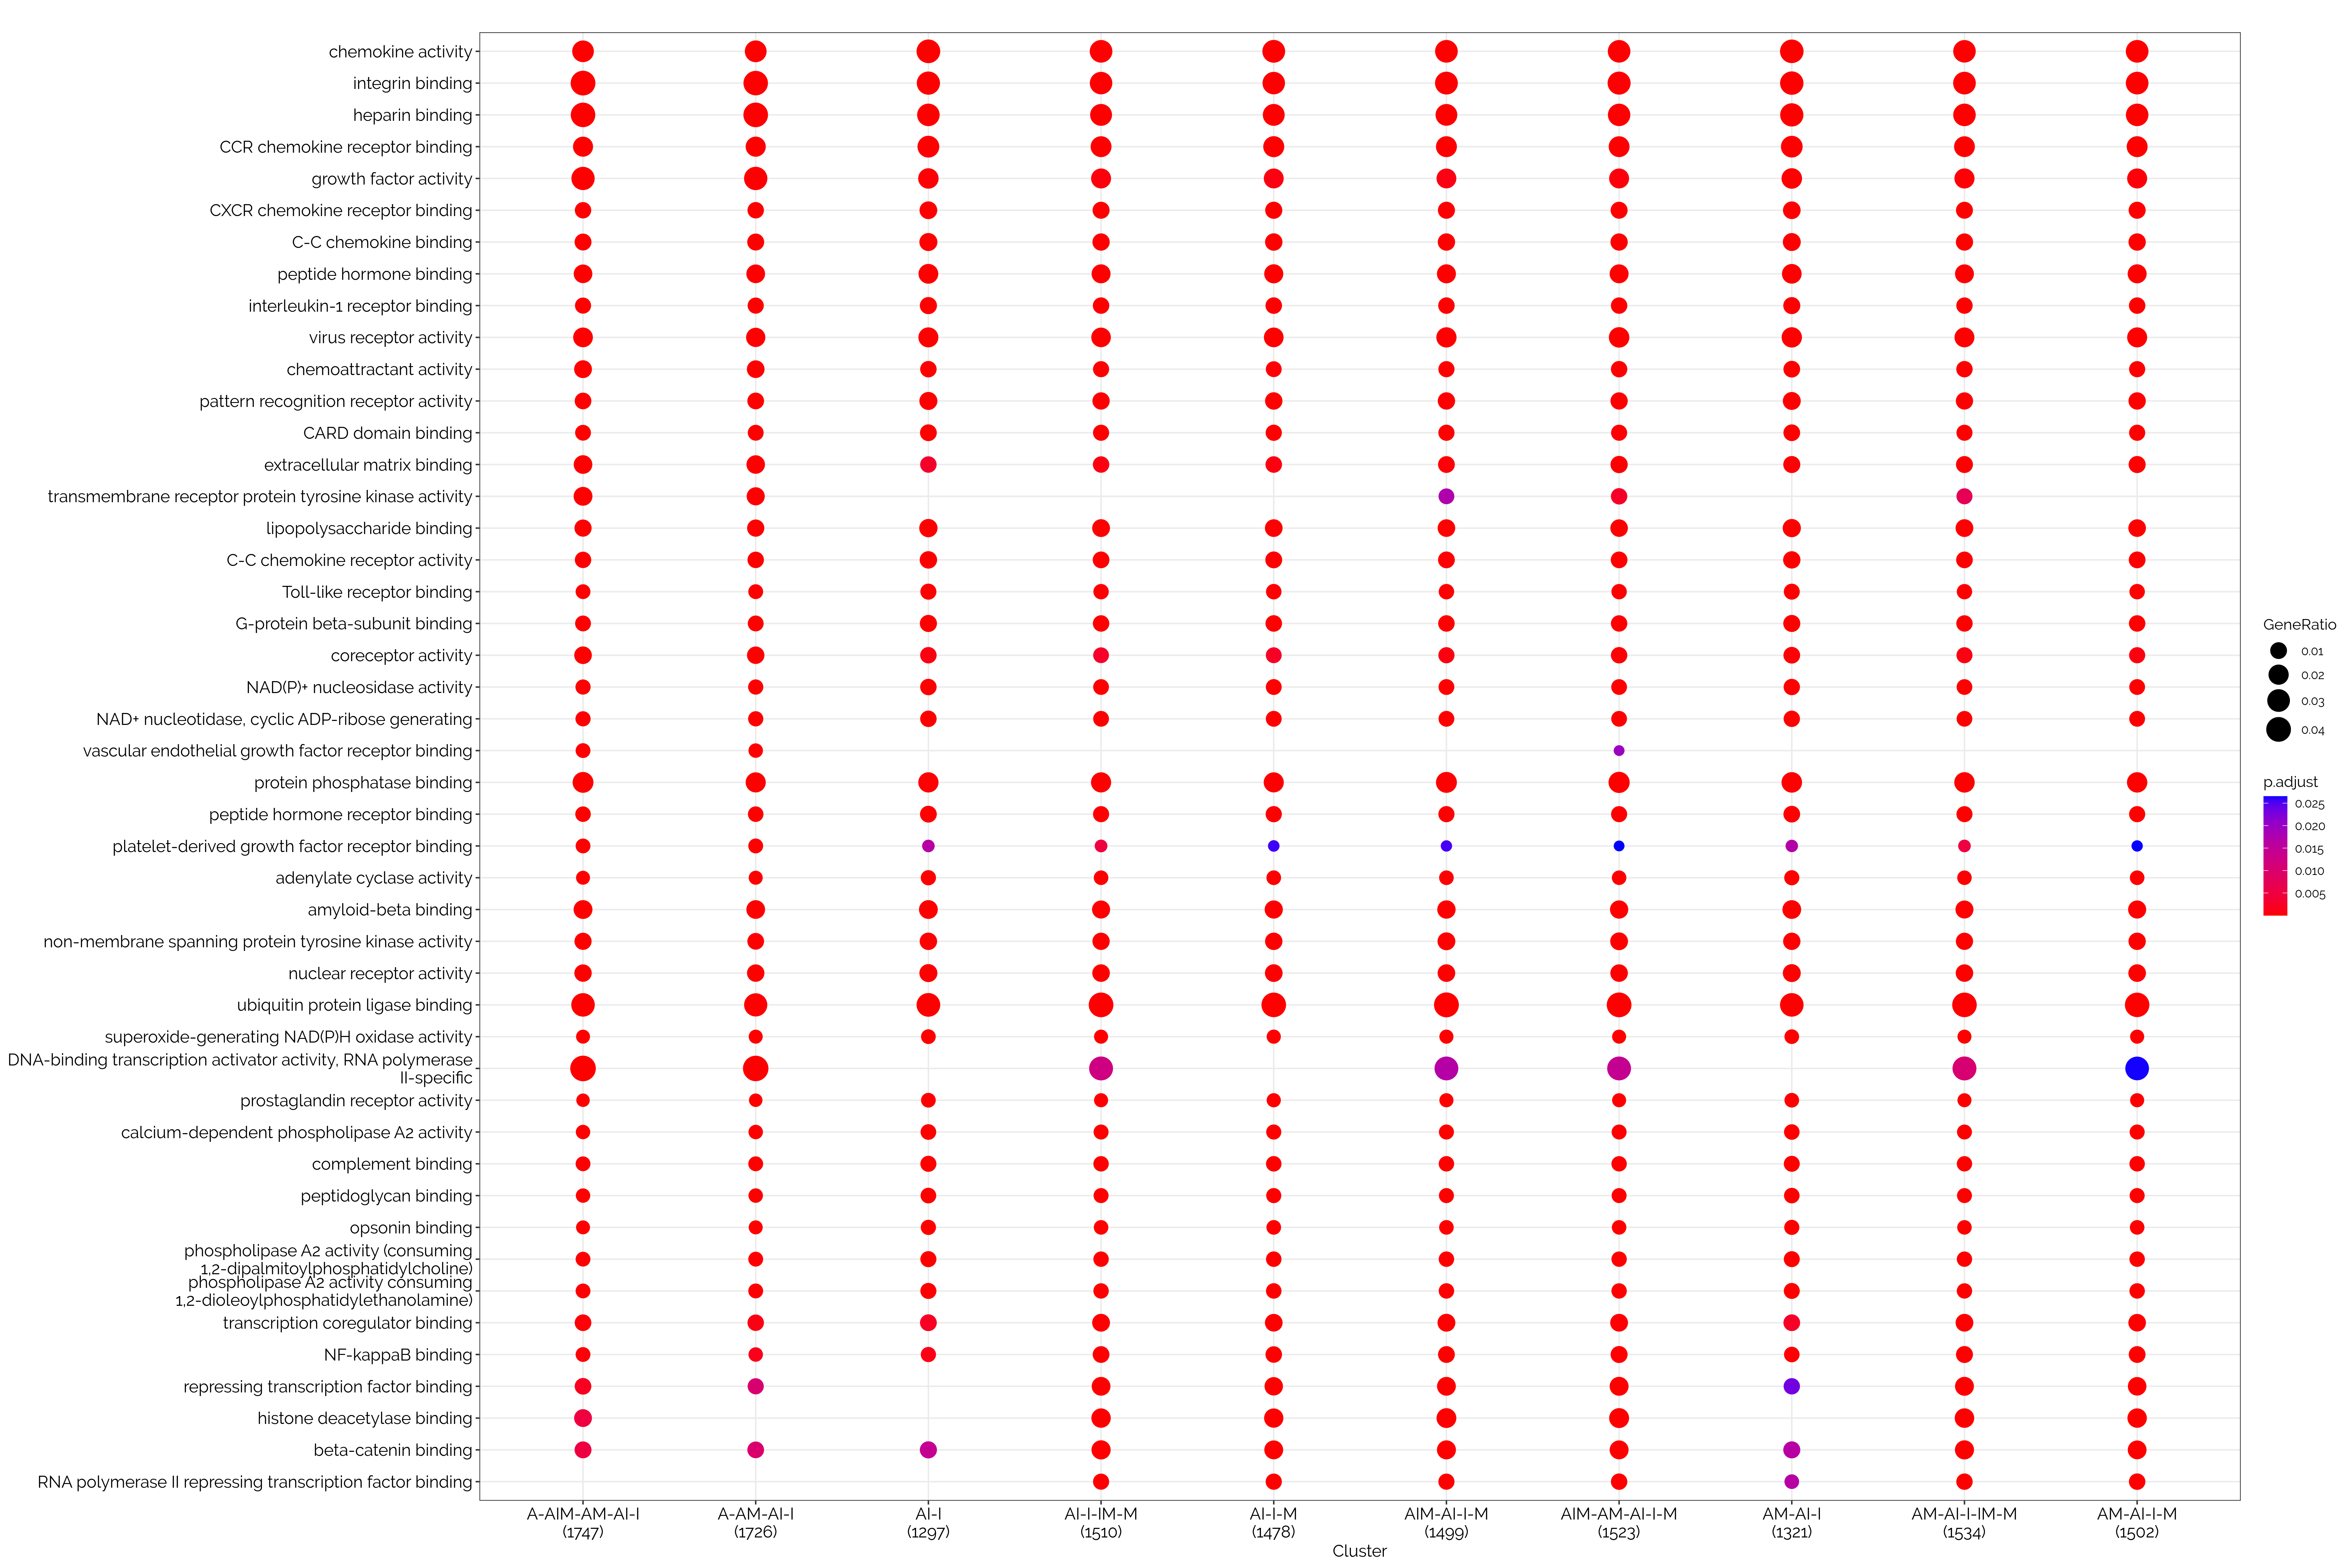 chemokine activity
integrin binding
heparin binding
CCR chemokine receptor binding
growth factor activity
CXCR chemokine receptor binding
C-C chemokine binding
peptide hormone binding
interleukin-1 receptor binding
virus receptor activity
chemoattractant activity
pattern recognition receptor activity
CARD domain binding
extracellular matrix binding
transmembrane receptor protein tyrosine kinase activity
lipopolysaccharide binding
C-C chemokine receptor activity
Toll-like receptor binding
G-protein beta-subunit binding
coreceptor activity
NAD(P)+ nucleosidase activity
NAD+ nucleotidase, cyclic ADP-ribose generating
vascular endothelial growth factor receptor binding
protein phosphatase binding
peptide hormone receptor binding
platelet-derived growth factor receptor binding
adenylate cyclase activity
amyloid-beta binding
non-membrane spanning protein tyrosine kinase activity
nuclear receptor activity
ubiquitin protein ligase binding
superoxide-generating NAD(P)H oxidase activity
DNA-binding transcription activator activity, RNA polymerase
II-specific
prostaglandin receptor activity
calcium-dependent phospholipase A2 activity
complement binding
peptidoglycan binding
opsonin binding
phospholipase A2 activity (consuming
1,2-dipalmitoylphosphatidylcholine)
phospholipase A2 activity consuming
1,2-dioleoylphosphatidylethanolamine)
transcription coregulator binding
NF-kappaB binding
repressing transcription factor binding
histone deacetylase binding
beta-catenin binding
RNA polymerase II repressing transcription factor binding
A-AIM-AM-AI-I
(1747)
A-AM-AI-I
(1726)
AI-I
(1297)
AI-I-IM-M
(1510)
AI-I-M
(1478)
AIM-AI-I-M
(1499)
AIM-AM-AI-I-M
(1523)
AM-AI-I
(1321)
AM-AI-I-IM-M
(1534)
AM-AI-I-M
(1502)
Cluster
GeneRatio
0.01
0.02
0.03
0.04
p.adjust
0.025
0.020
0.015
0.010
0.005